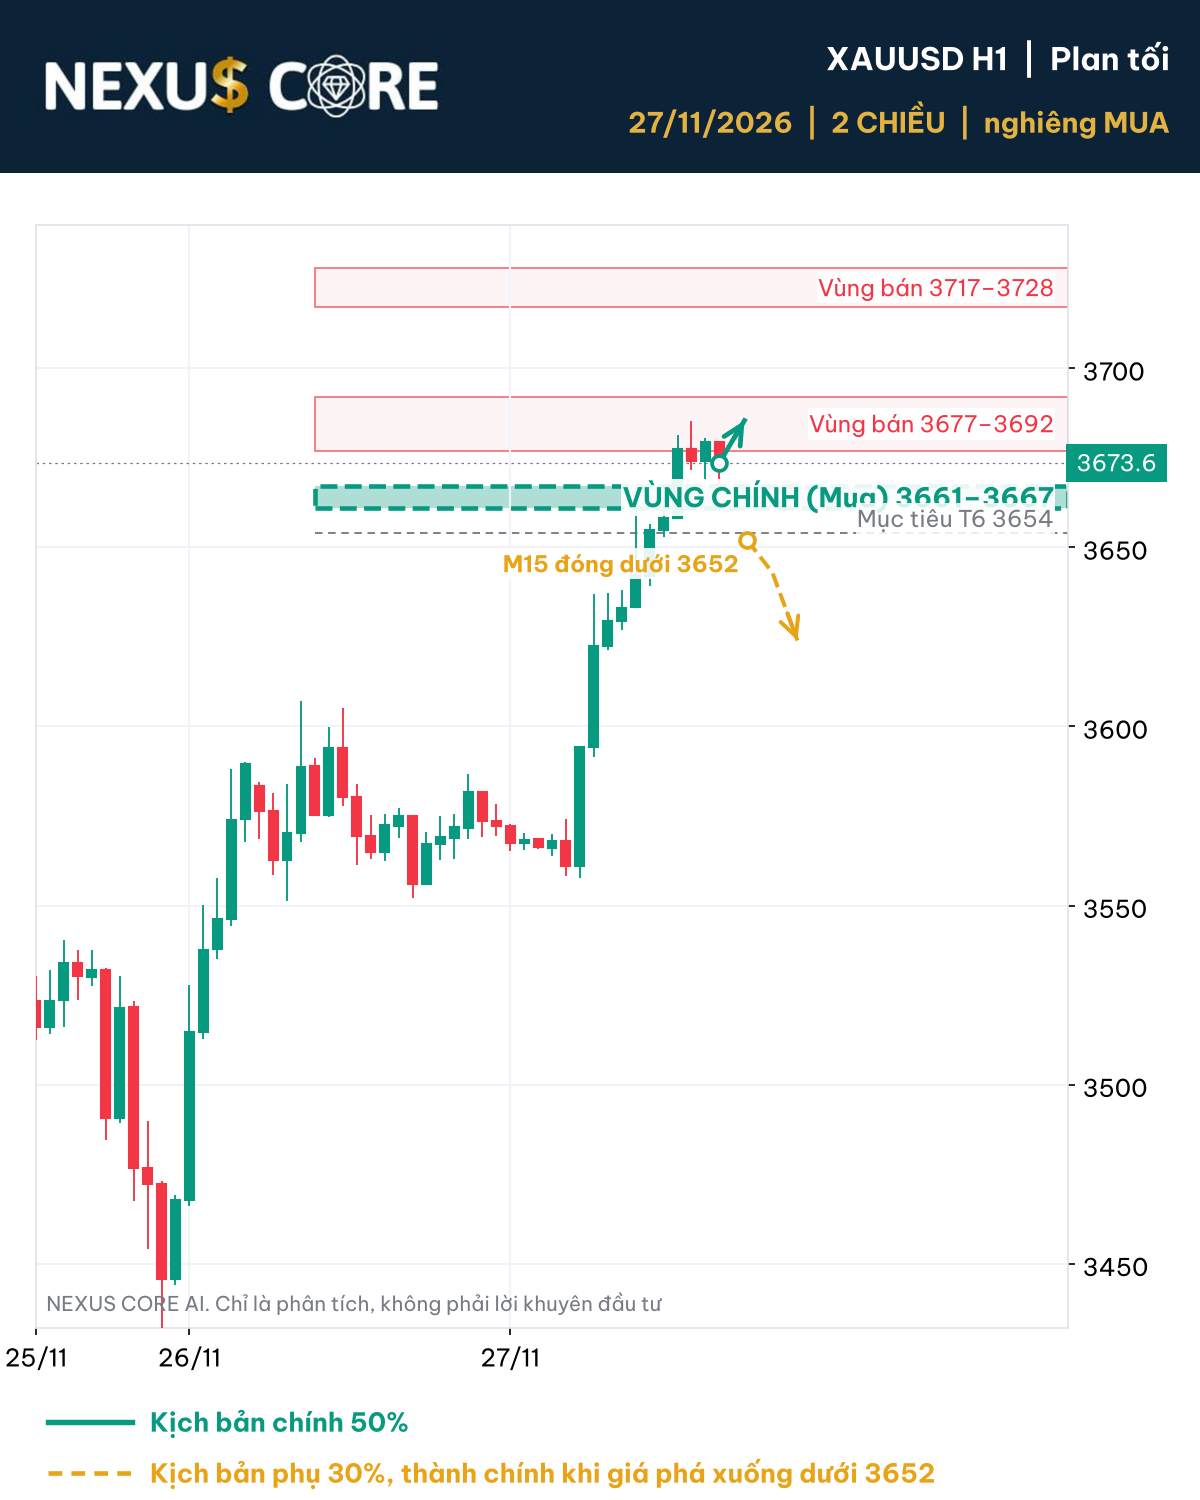 NEXU$ CORE
XAUUSD H1 | Plan tối
27/11/2026 | 2 CHIỀU | nghiêng MUA
Vùng bán 3717–3728
3700
Vùng bán 3677–3692
3673.6
VÙNG CHÍNH (Mua) 3661–3667
Mục tiêu T6 3654
3650
M15 đóng dưới 3652
3600
3550
3500
3450
NEXUS CORE AI. Chỉ là phân tích, không phải lời khuyên đầu tư
25/11
26/11
27/11
Kịch bản chính 50%
Kịch bản phụ 30%, thành chính khi giá phá xuống dưới 3652